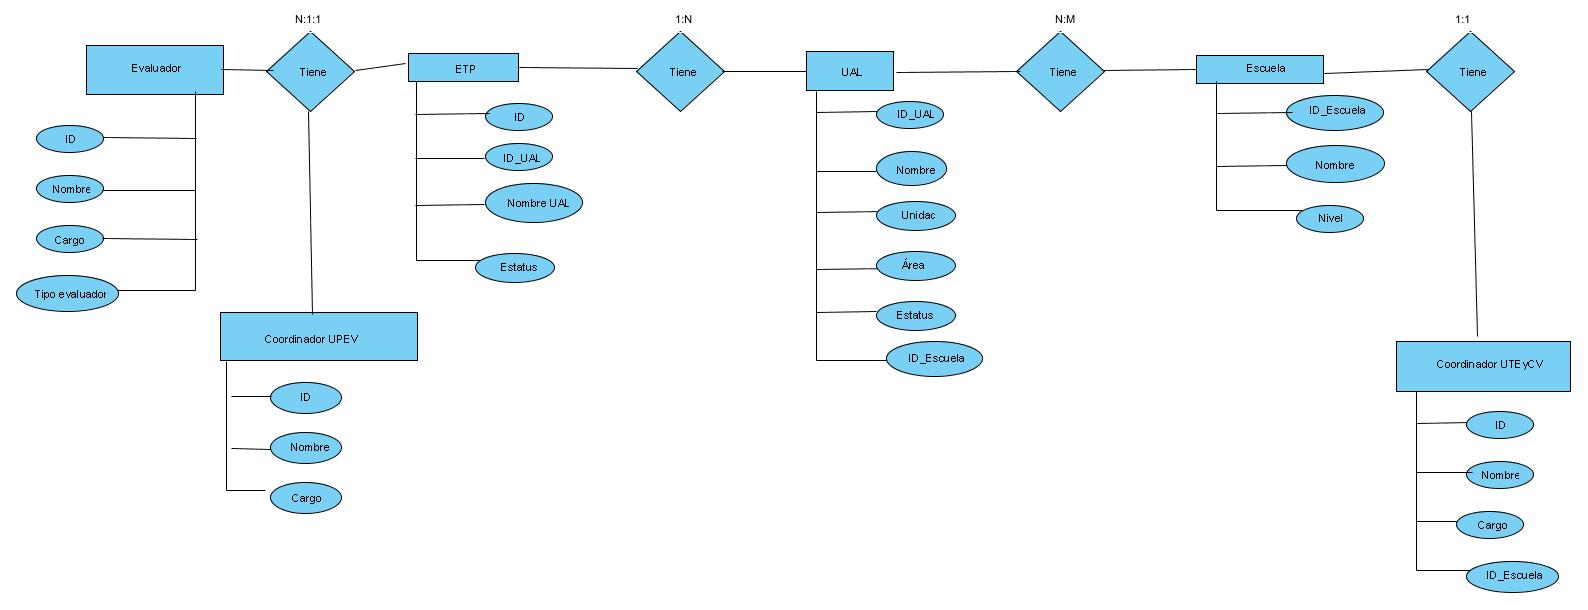 N:1:1
1:N
N:M
1:1
Evaluador
Tiene
ETP
Tiene
UAL
Tiene
Escuela
Tiene
ID
Nombre
Cargo
Tipo evaluador
ID
ID_UAL
Nombre UAL
Estatus
ID_UAL
Nombre
Unidac
Área
Estatus
ID_Escuela
ID_Escuela
Nombre
Nivel
Coordinador UPEV
ID
Nombre
Cargo
Coordinador UTEyCV
ID
Nombre
Cargo
ID_Escuela